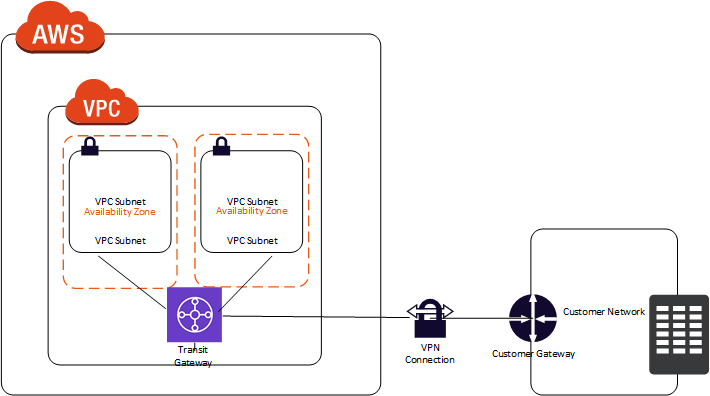 AWS
VPC
VPC Subnet
Availability Zone
VPC Subnet
VPC Subnet
Availability Zone
VPC Subnet
Transit
Gateway
VPN
Connection
Customer Gateway
Customer Network